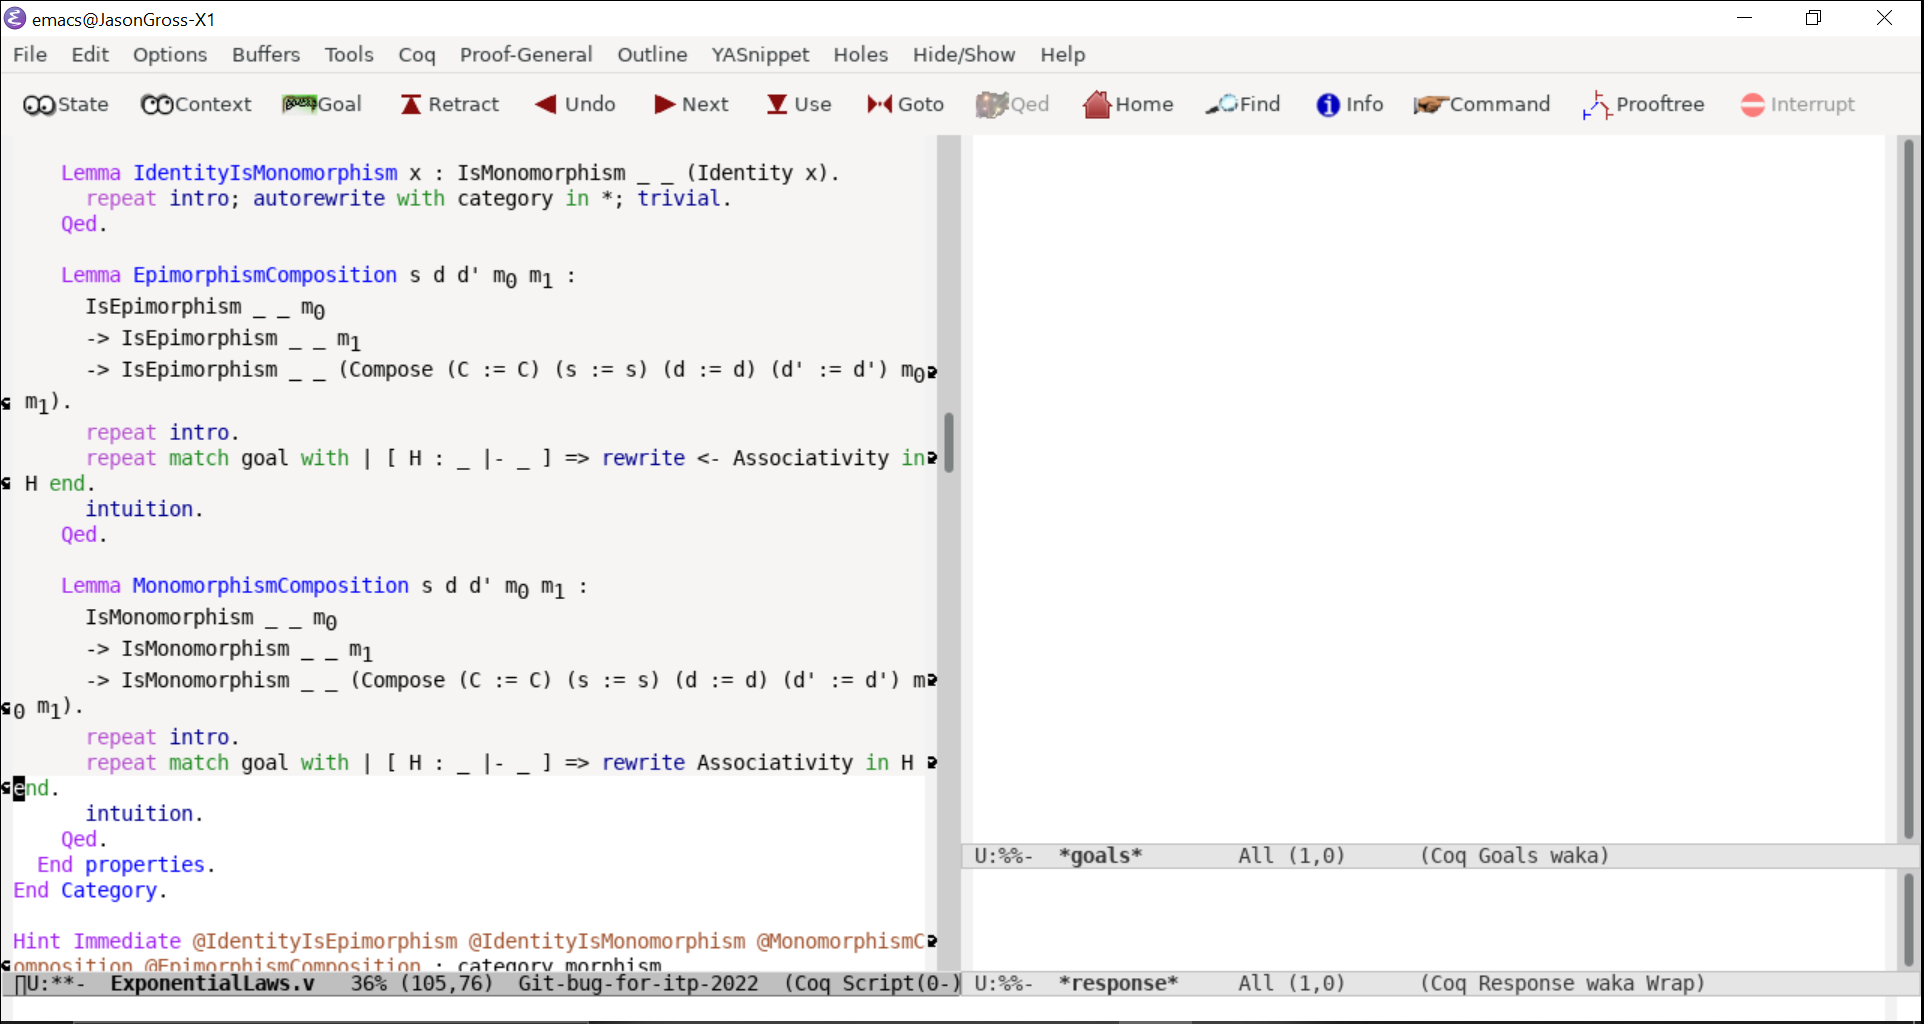 emacs@JasonGross-X1
File Edit Options Buffers Tools Coq Proof-General Outline YASnippet Holes Hide/Show Help
State Context Goal Retract Undo Next Use Goto Qed Home Find Info Command Prooftree Interrupt
Lemma IdentityIsMonomorphism x : IsMonomorphism _ _ (Identity x).
repeat intro; autorewrite with category in *; trivial.
Qed.
Lemma EpimorphismComposition s d d' m0 m1 :
IsEpimorphism _ _ m0
-> IsEpimorphism _ _ m1
-> IsEpimorphism _ _ (Compose (C := C) (s := s) (d := d) (d' := d') m0
m1).
repeat intro.
repeat match goal with | [ H : _ |- _ ] => rewrite <- Associativity in
H end.
intuition.
Qed.
Lemma MonomorphismComposition s d d' m0 m1 :
IsMonomorphism _ _ m0
-> IsMonomorphism _ _ m1
-> IsMonomorphism _ _ (Compose (C := C) (s := s) (d := d) (d' := d') m
0 m1).
repeat intro.
repeat match goal with | [ H : _ |- _ ] => rewrite Associativity in H
end.
intuition.
Qed.
End properties.
End Category.
Hint Immediate @IdentityIsEpimorphism @IdentityIsMonomorphism @MonomorphismC
omposition @EpimorphismComposition : category morphism
U:**- ExponentialLaws.v 36% (105,76) Git-bug-for-itp-2022 (Coq Script(0-)
U:%%- *goals* All (1,0) (Coq Goals waka)
U:%%- *response* All (1,0) (Coq Response waka Wrap)